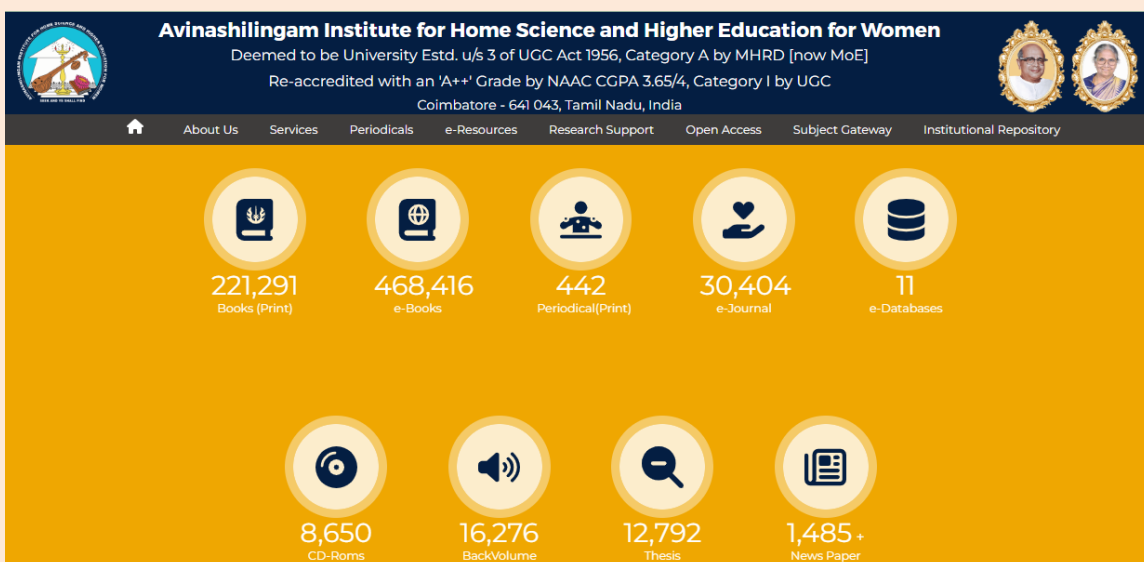 Avinashilingam Institute for Home Science and Higher Education for Women
Deemed to be University Estd. u/s 3 of UGC Act 1956, Category A by MHRD [now MoE]
Re-accredited with an 'A++' Grade by NAAC CGPA 3.65/4, Category I by UGC
Coimbatore - 641 043, Tamil Nadu, India
About Us Services Periodicals e-Resources Research Support Open Access Subject Gateway Institutional Repository
221,291 468,416 442 30,404 11
Books (Print) e-Books Periodical(Print) e-Journal e-Databases
8,650 16,276 12,792 1,485 +
CD-Roms BackVolume Thesis News Paper